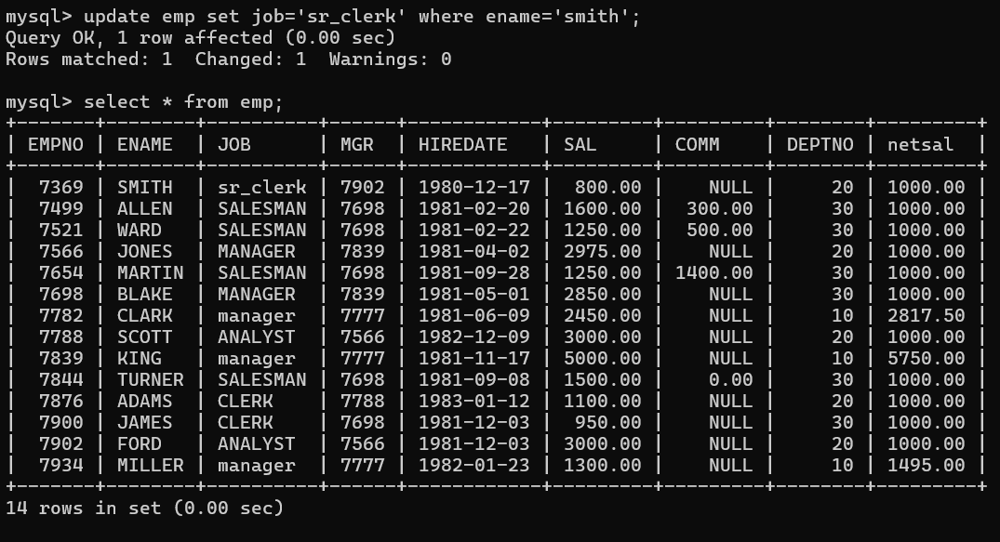 mysql> update emp set job='sr_clerk' where ename='smith';
Query OK, 1 row affected (0.00 sec)
Rows matched: 1  Changed: 1  Warnings: 0

mysql> select * from emp;
+-------+--------+----------+------+------------+---------+---------+--------+---------+
| EMPNO | ENAME  | JOB      | MGR  | HIREDATE   | SAL     | COMM    | DEPTNO | netsal  |
+-------+--------+----------+------+------------+---------+---------+--------+---------+
|  7369 | SMITH  | sr_clerk | 7902 | 1980-12-17 |  800.00 |    NULL |     20 | 1000.00 |
|  7499 | ALLEN  | SALESMAN | 7698 | 1981-02-20 | 1600.00 |  300.00 |     30 | 1000.00 |
|  7521 | WARD   | SALESMAN | 7698 | 1981-02-22 | 1250.00 |  500.00 |     30 | 1000.00 |
|  7566 | JONES  | MANAGER  | 7839 | 1981-04-02 | 2975.00 |    NULL |     20 | 1000.00 |
|  7654 | MARTIN | SALESMAN | 7698 | 1981-09-28 | 1250.00 | 1400.00 |     30 | 1000.00 |
|  7698 | BLAKE  | MANAGER  | 7839 | 1981-05-01 | 2850.00 |    NULL |     30 | 1000.00 |
|  7782 | CLARK  | manager  | 7777 | 1981-06-09 | 2450.00 |    NULL |     10 | 2817.50 |
|  7788 | SCOTT  | ANALYST  | 7566 | 1982-12-09 | 3000.00 |    NULL |     20 | 1000.00 |
|  7839 | KING   | manager  | 7777 | 1981-11-17 | 5000.00 |    NULL |     10 | 5750.00 |
|  7844 | TURNER | SALESMAN | 7698 | 1981-09-08 | 1500.00 |    0.00 |     30 | 1000.00 |
|  7876 | ADAMS  | CLERK    | 7788 | 1983-01-12 | 1100.00 |    NULL |     20 | 1000.00 |
|  7900 | JAMES  | CLERK    | 7698 | 1981-12-03 |  950.00 |    NULL |     30 | 1000.00 |
|  7902 | FORD   | ANALYST  | 7566 | 1981-12-03 | 3000.00 |    NULL |     20 | 1000.00 |
|  7934 | MILLER | manager  | 7777 | 1982-01-23 | 1300.00 |    NULL |     10 | 1495.00 |
+-------+--------+----------+------+------------+---------+---------+--------+---------+
14 rows in set (0.00 sec)